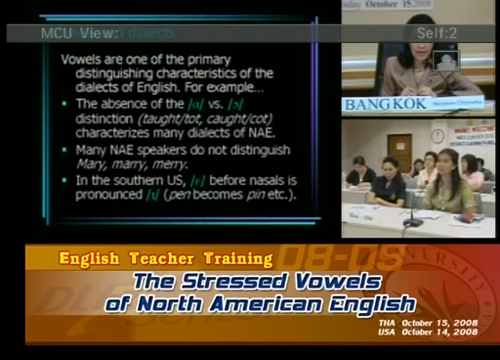 MCU View:
Self:2
Vowels are one of the primary
distinguishing characteristics of the
dialects of English. For example...
• The absence of the /ɑ/ vs. /ɔ/
distinction (taught/tot, caught/cot)
characterizes many dialects of NAE.
• Many NAE speakers do not distinguish
Mary, marry, merry.
• In the southern US, /ɛ/ before nasals is
pronounced /ɪ/ (pen becomes pin etc.).
October 15, 2008
BANGKOK
English Teacher Training
08-09
The Stressed Vowels
of North American English
THA October 15, 2008
USA October 14, 2008